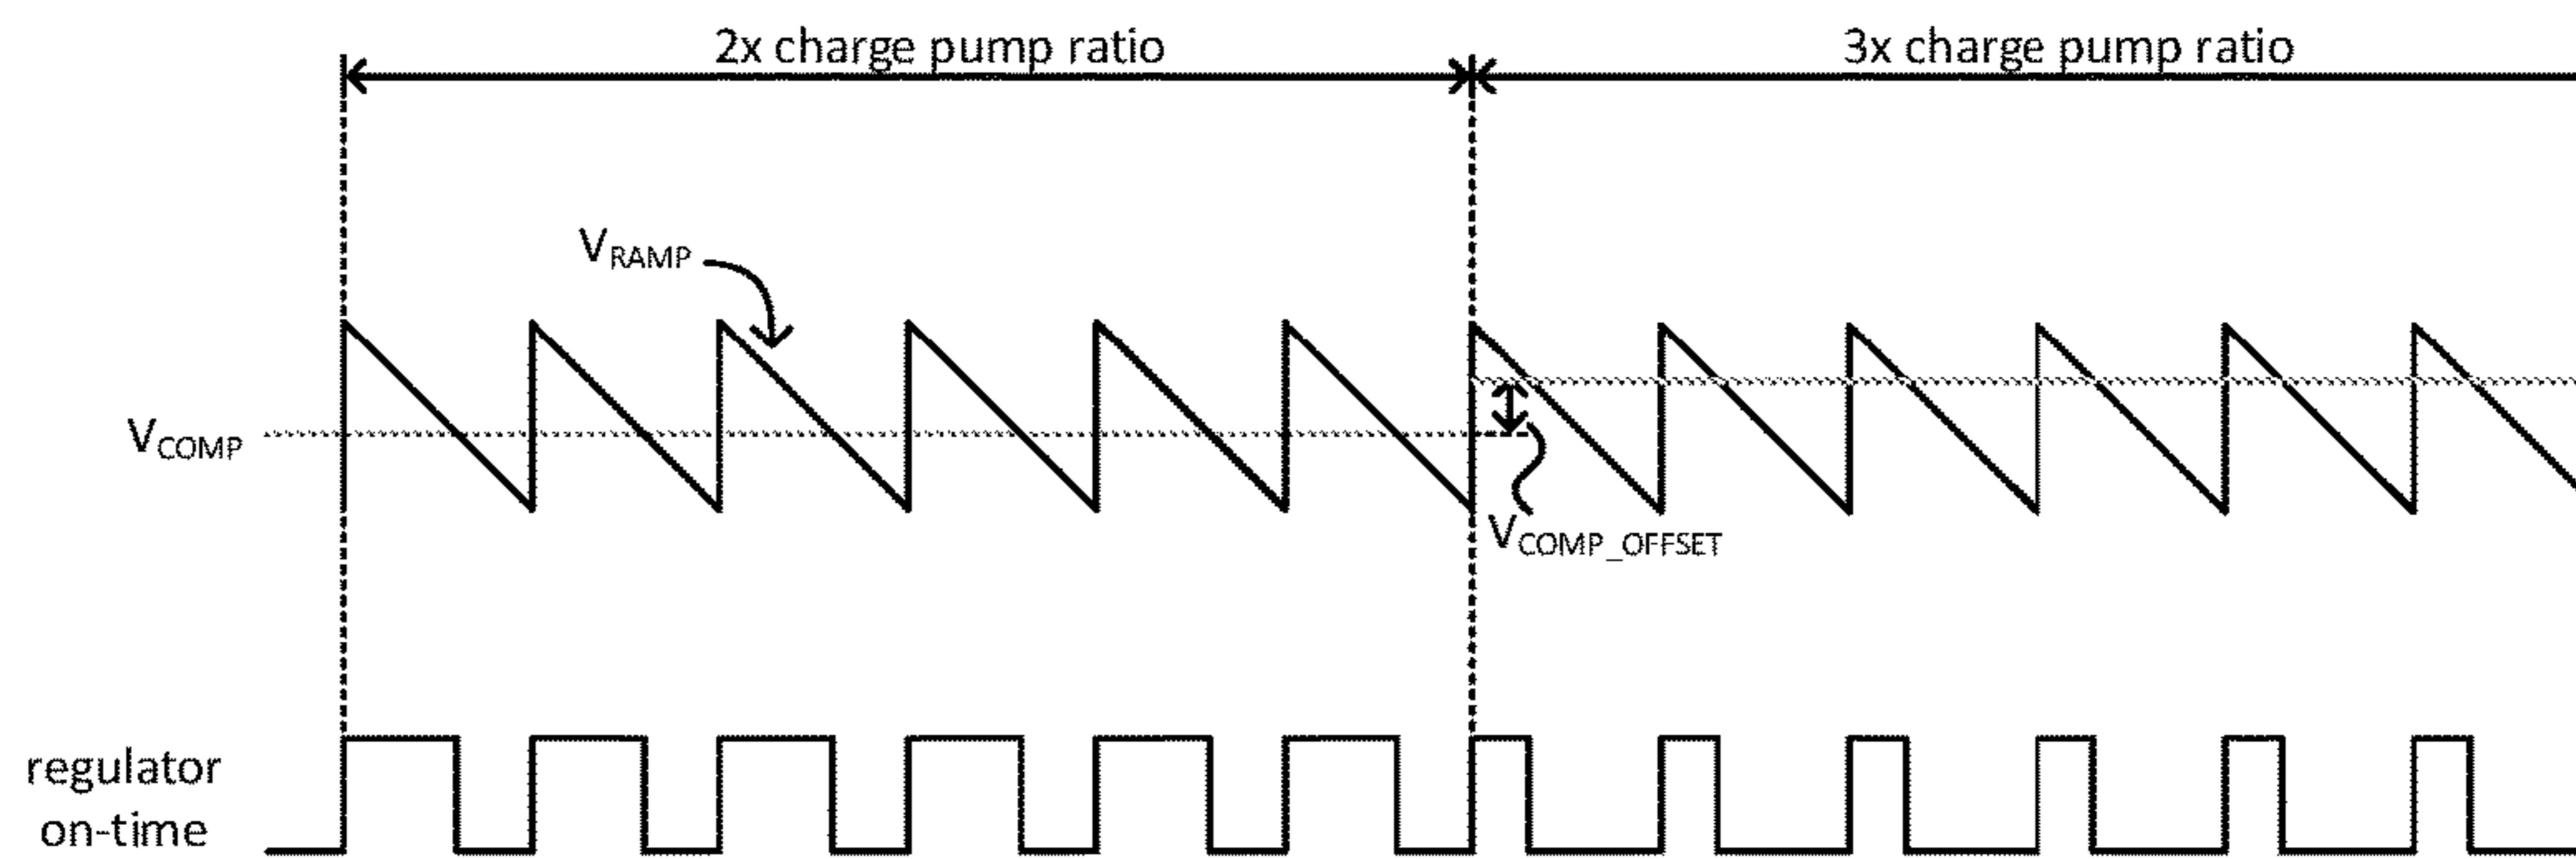 2x charge pump ratio
3x charge pump ratio
VRAMP
VCOMP
VCOMP_OFFSET
regulator
on-time